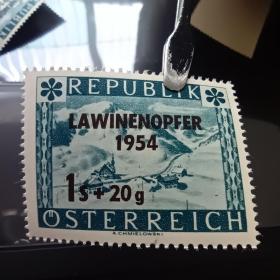 REPUBLIK
LAWINENOPFER
1954
1s + 20g
ÖSTERREICH
A. CHMIELOWSKI